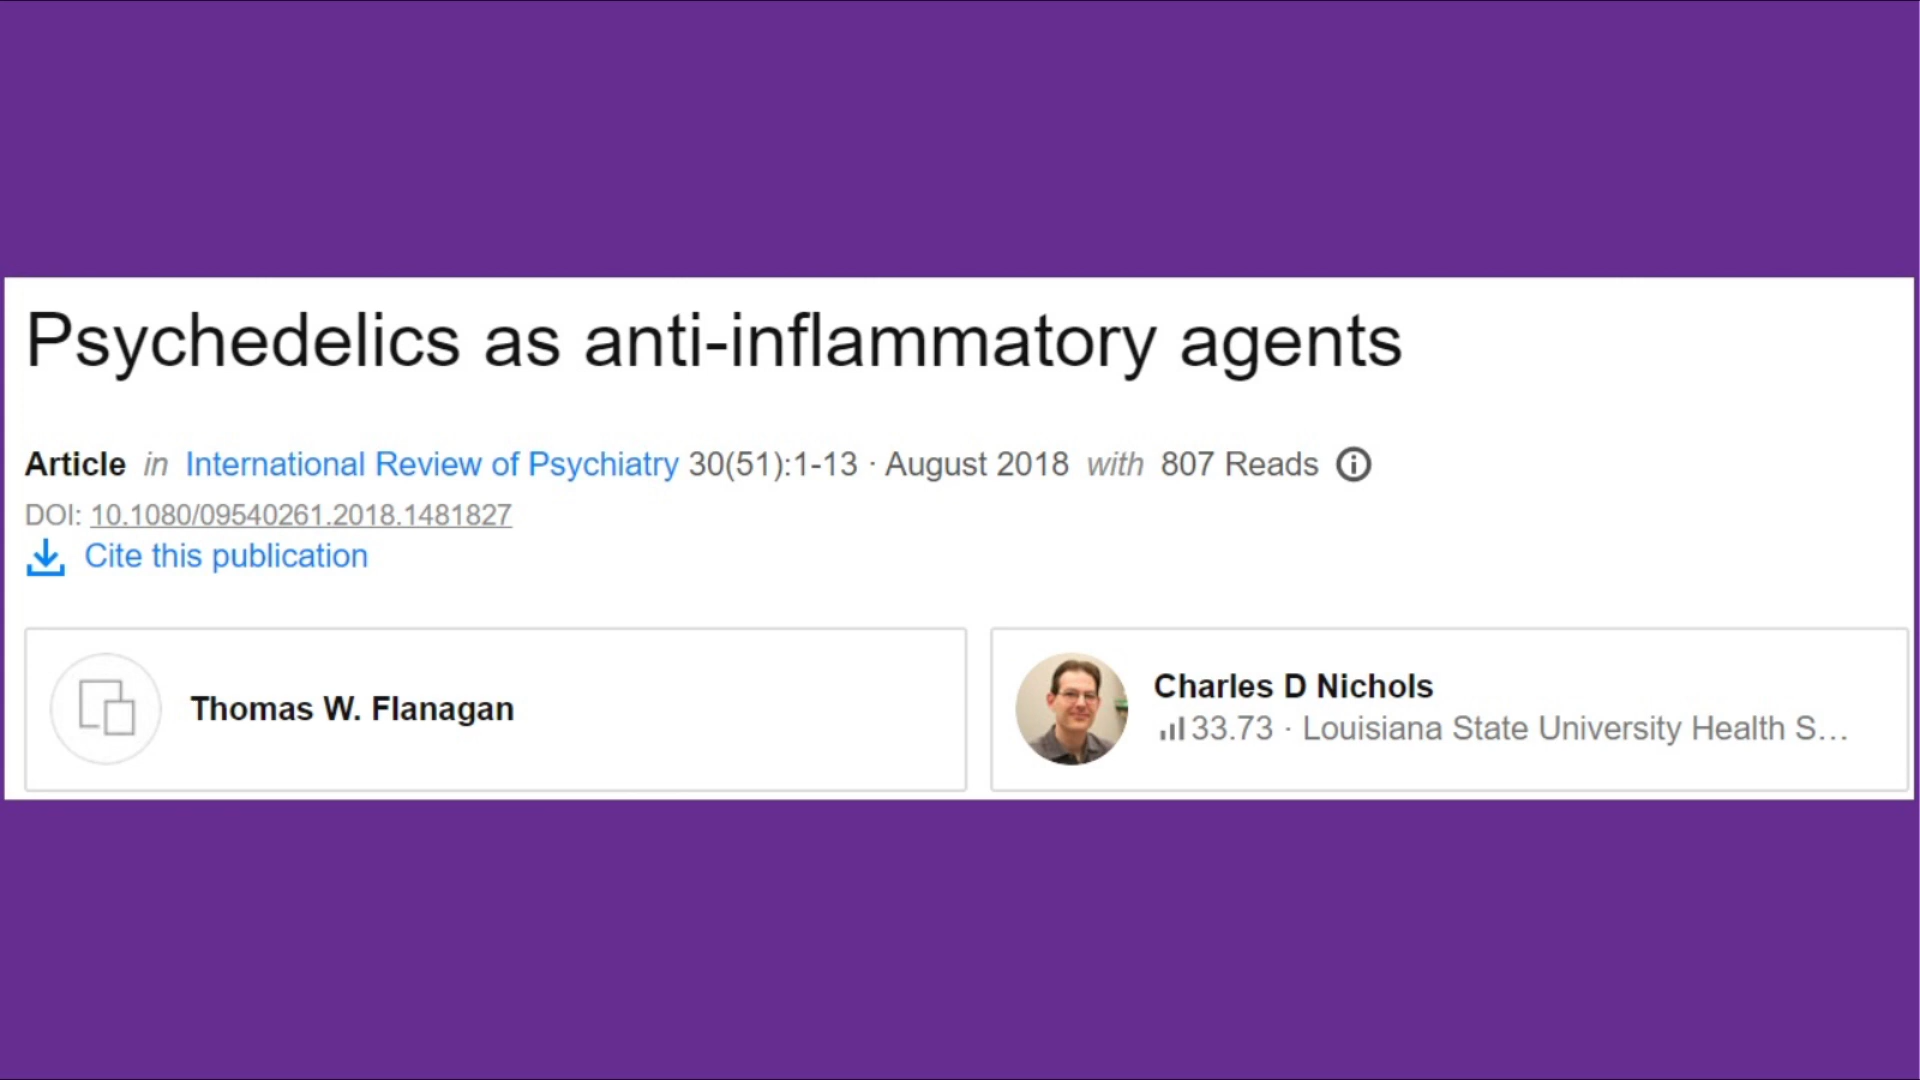 Psychedelics as anti-inflammatory agents
Article in International Review of Psychiatry 30(51):1-13 · August 2018 with 807 Reads
DOI: 10.1080/09540261.2018.1481827
Cite this publication
Thomas W. Flanagan
Charles D Nichols
33.73 · Louisiana State University Health S...